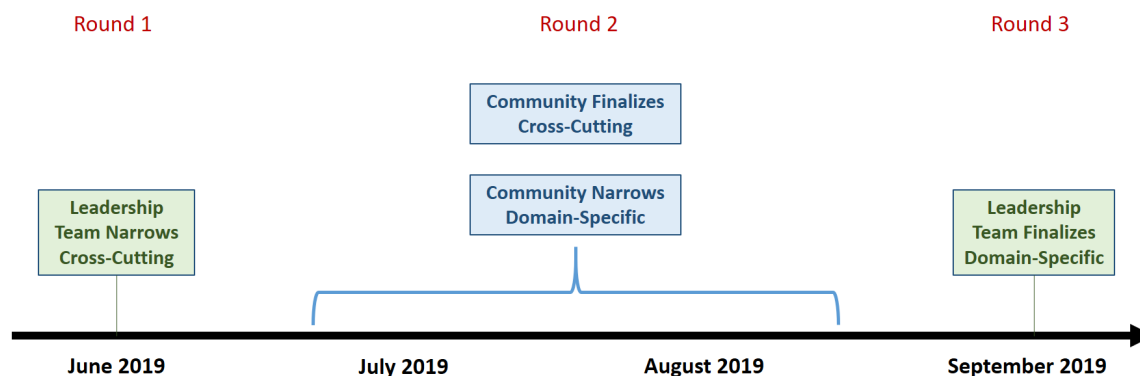 Round 1
Round 2
Round 3
Community Finalizes
Cross-Cutting
Community Narrows
Domain-Specific
Leadership
Team Narrows
Cross-Cutting
Leadership
Team Finalizes
Domain-Specific
June 2019
July 2019
August 2019
September 2019